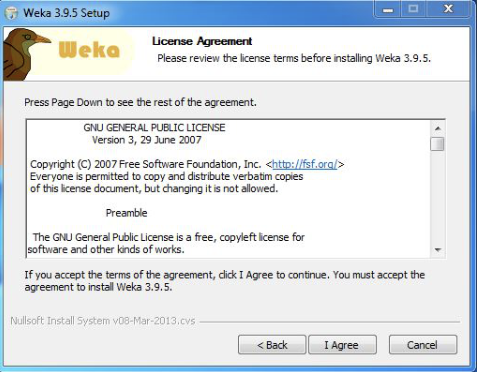 Weka 3.9.5 Setup
Weka
License Agreement
Please review the license terms before installing Weka 3.9.5.
Press Page Down to see the rest of the agreement.
GNU GENERAL PUBLIC LICENSE
Version 3, 29 June 2007
Copyright (C) 2007 Free Software Foundation, Inc. <http://fsf.org/>
Everyone is permitted to copy and distribute verbatim copies
of this license document, but changing it is not allowed.
Preamble
The GNU General Public License is a free, copyleft license for
software and other kinds of works.
If you accept the terms of the agreement, click I Agree to continue. You must accept the
agreement to install Weka 3.9.5.
Nullsoft Install System v08-Mar-2013.cvs
< Back
I Agree
Cancel